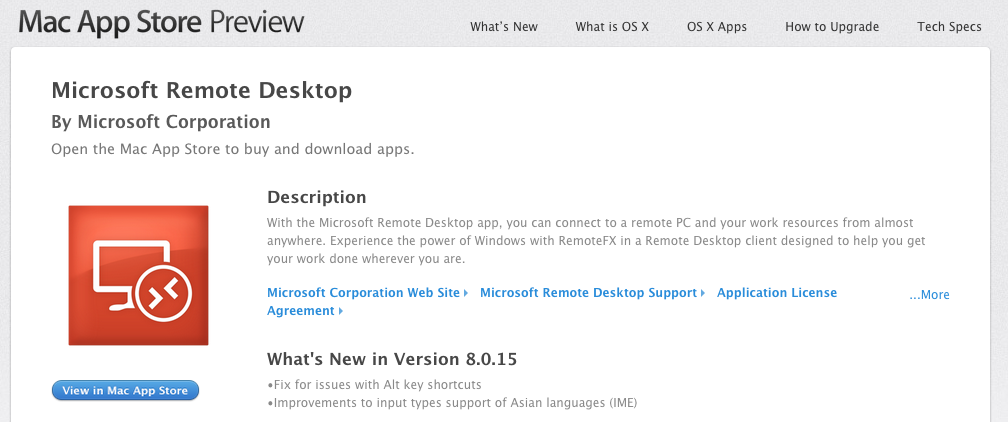 Mac App Store Preview
What's New What is OS X OS X Apps How to Upgrade Tech Specs
Microsoft Remote Desktop
By Microsoft Corporation
Open the Mac App Store to buy and download apps.
Description
With the Microsoft Remote Desktop app, you can connect to a remote PC and your work resources from almost
anywhere. Experience the power of Windows with RemoteFX in a Remote Desktop client designed to help you get
your work done wherever you are.
Microsoft Corporation Web Site Microsoft Remote Desktop Support Application License
Agreement
...More
What's New in Version 8.0.15
•Fix for issues with Alt key shortcuts
•Improvements to input types support of Asian languages (IME)
View in Mac App Store